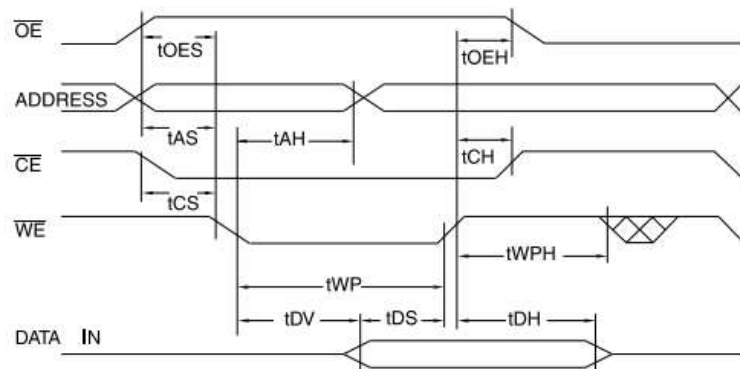 OE
tOES
tOEH
ADDRESS
tAS
tAH
tCH
CE
tCS
WE
tWPH
tWP
tDV
tDS
tDH
DATA IN